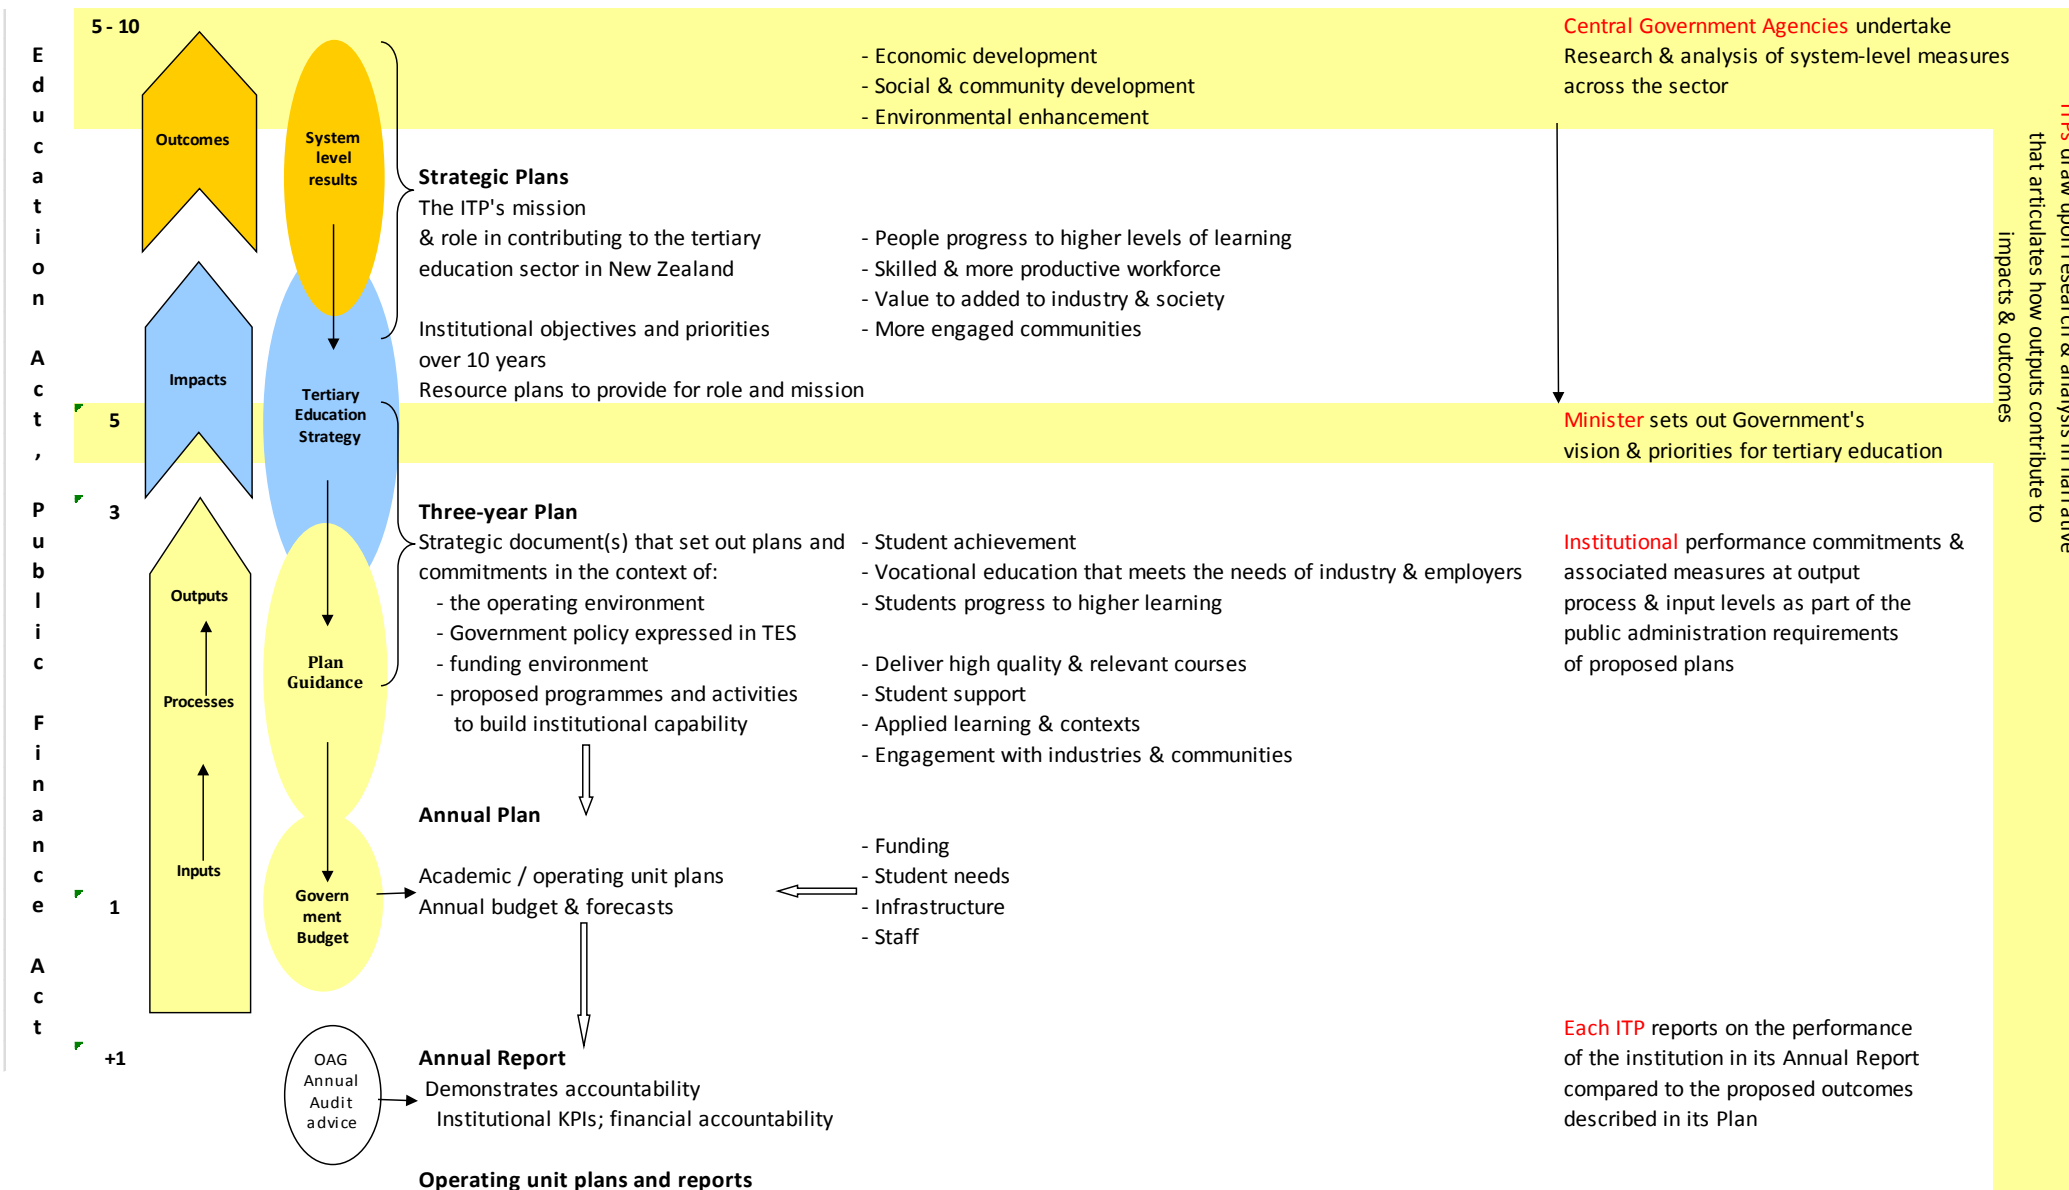 Education Act, Public Finance Act
5 - 10
Outcomes
System
level
results
- Economic development
- Social & community development
- Environmental enhancement
Central Government Agencies undertake
Research & analysis of system-level measures
across the sector
Strategic Plans
The ITP's mission
& role in contributing to the tertiary
education sector in New Zealand
Institutional objectives and priorities
over 10 years
Resource plans to provide for role and mission
- People progress to higher levels of learning
- Skilled & more productive workforce
- Value to added to industry & society
- More engaged communities
Impacts
Tertiary
Education
Strategy
5
Minister sets out Government's
vision & priorities for tertiary education
3
Three-year Plan
Strategic document(s) that set out plans and
commitments in the context of:
- the operating environment
- Government policy expressed in TES
- funding environment
- proposed programmes and activities
to build institutional capability
- Student achievement
- Vocational education that meets the needs of industry & employers
- Students progress to higher learning
- Deliver high quality & relevant courses
- Student support
- Applied learning & contexts
- Engagement with industries & communities
Institutional performance commitments &
associated measures at output
process & input levels as part of the
public administration requirements
of proposed plans
Outputs
Processes
Inputs
Plan
Guidance
Annual Plan
Academic / operating unit plans
Annual budget & forecasts
- Funding
- Student needs
- Infrastructure
- Staff
1
Govern
ment
Budget
+1
OAG
Annual
Audit
advice
Annual Report
Demonstrates accountability
Institutional KPIs; financial accountability
Each ITP reports on the performance
of the institution in its Annual Report
compared to the proposed outcomes
described in its Plan
Operating unit plans and reports
ITPs draw upon research & analysis in narrative
that articulates how outputs contribute to
impacts & outcomes